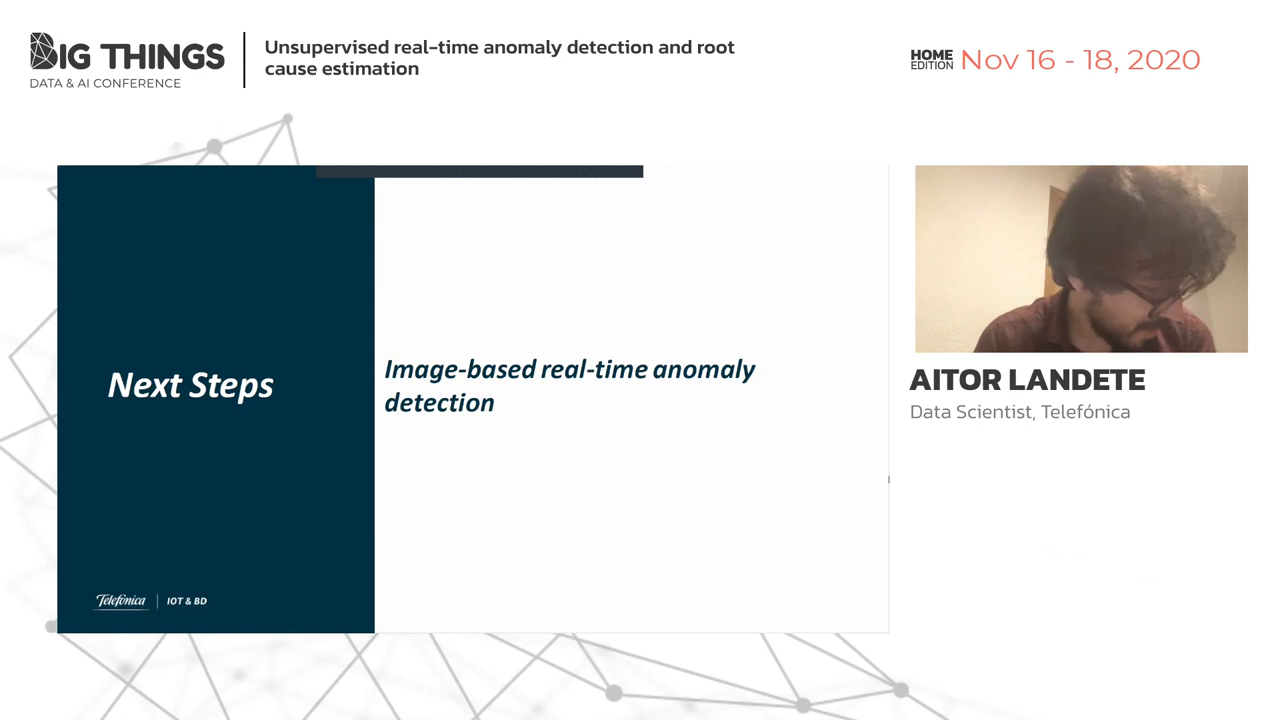 BIG THINGS
DATA & AI CONFERENCE
Unsupervised real-time anomaly detection and root
cause estimation
HOME
EDITION
Nov 16 - 18, 2020
Next Steps
Image-based real-time anomaly
detection
Telefónica
IOT & BD
AITOR LANDETE
Data Scientist, Telefónica